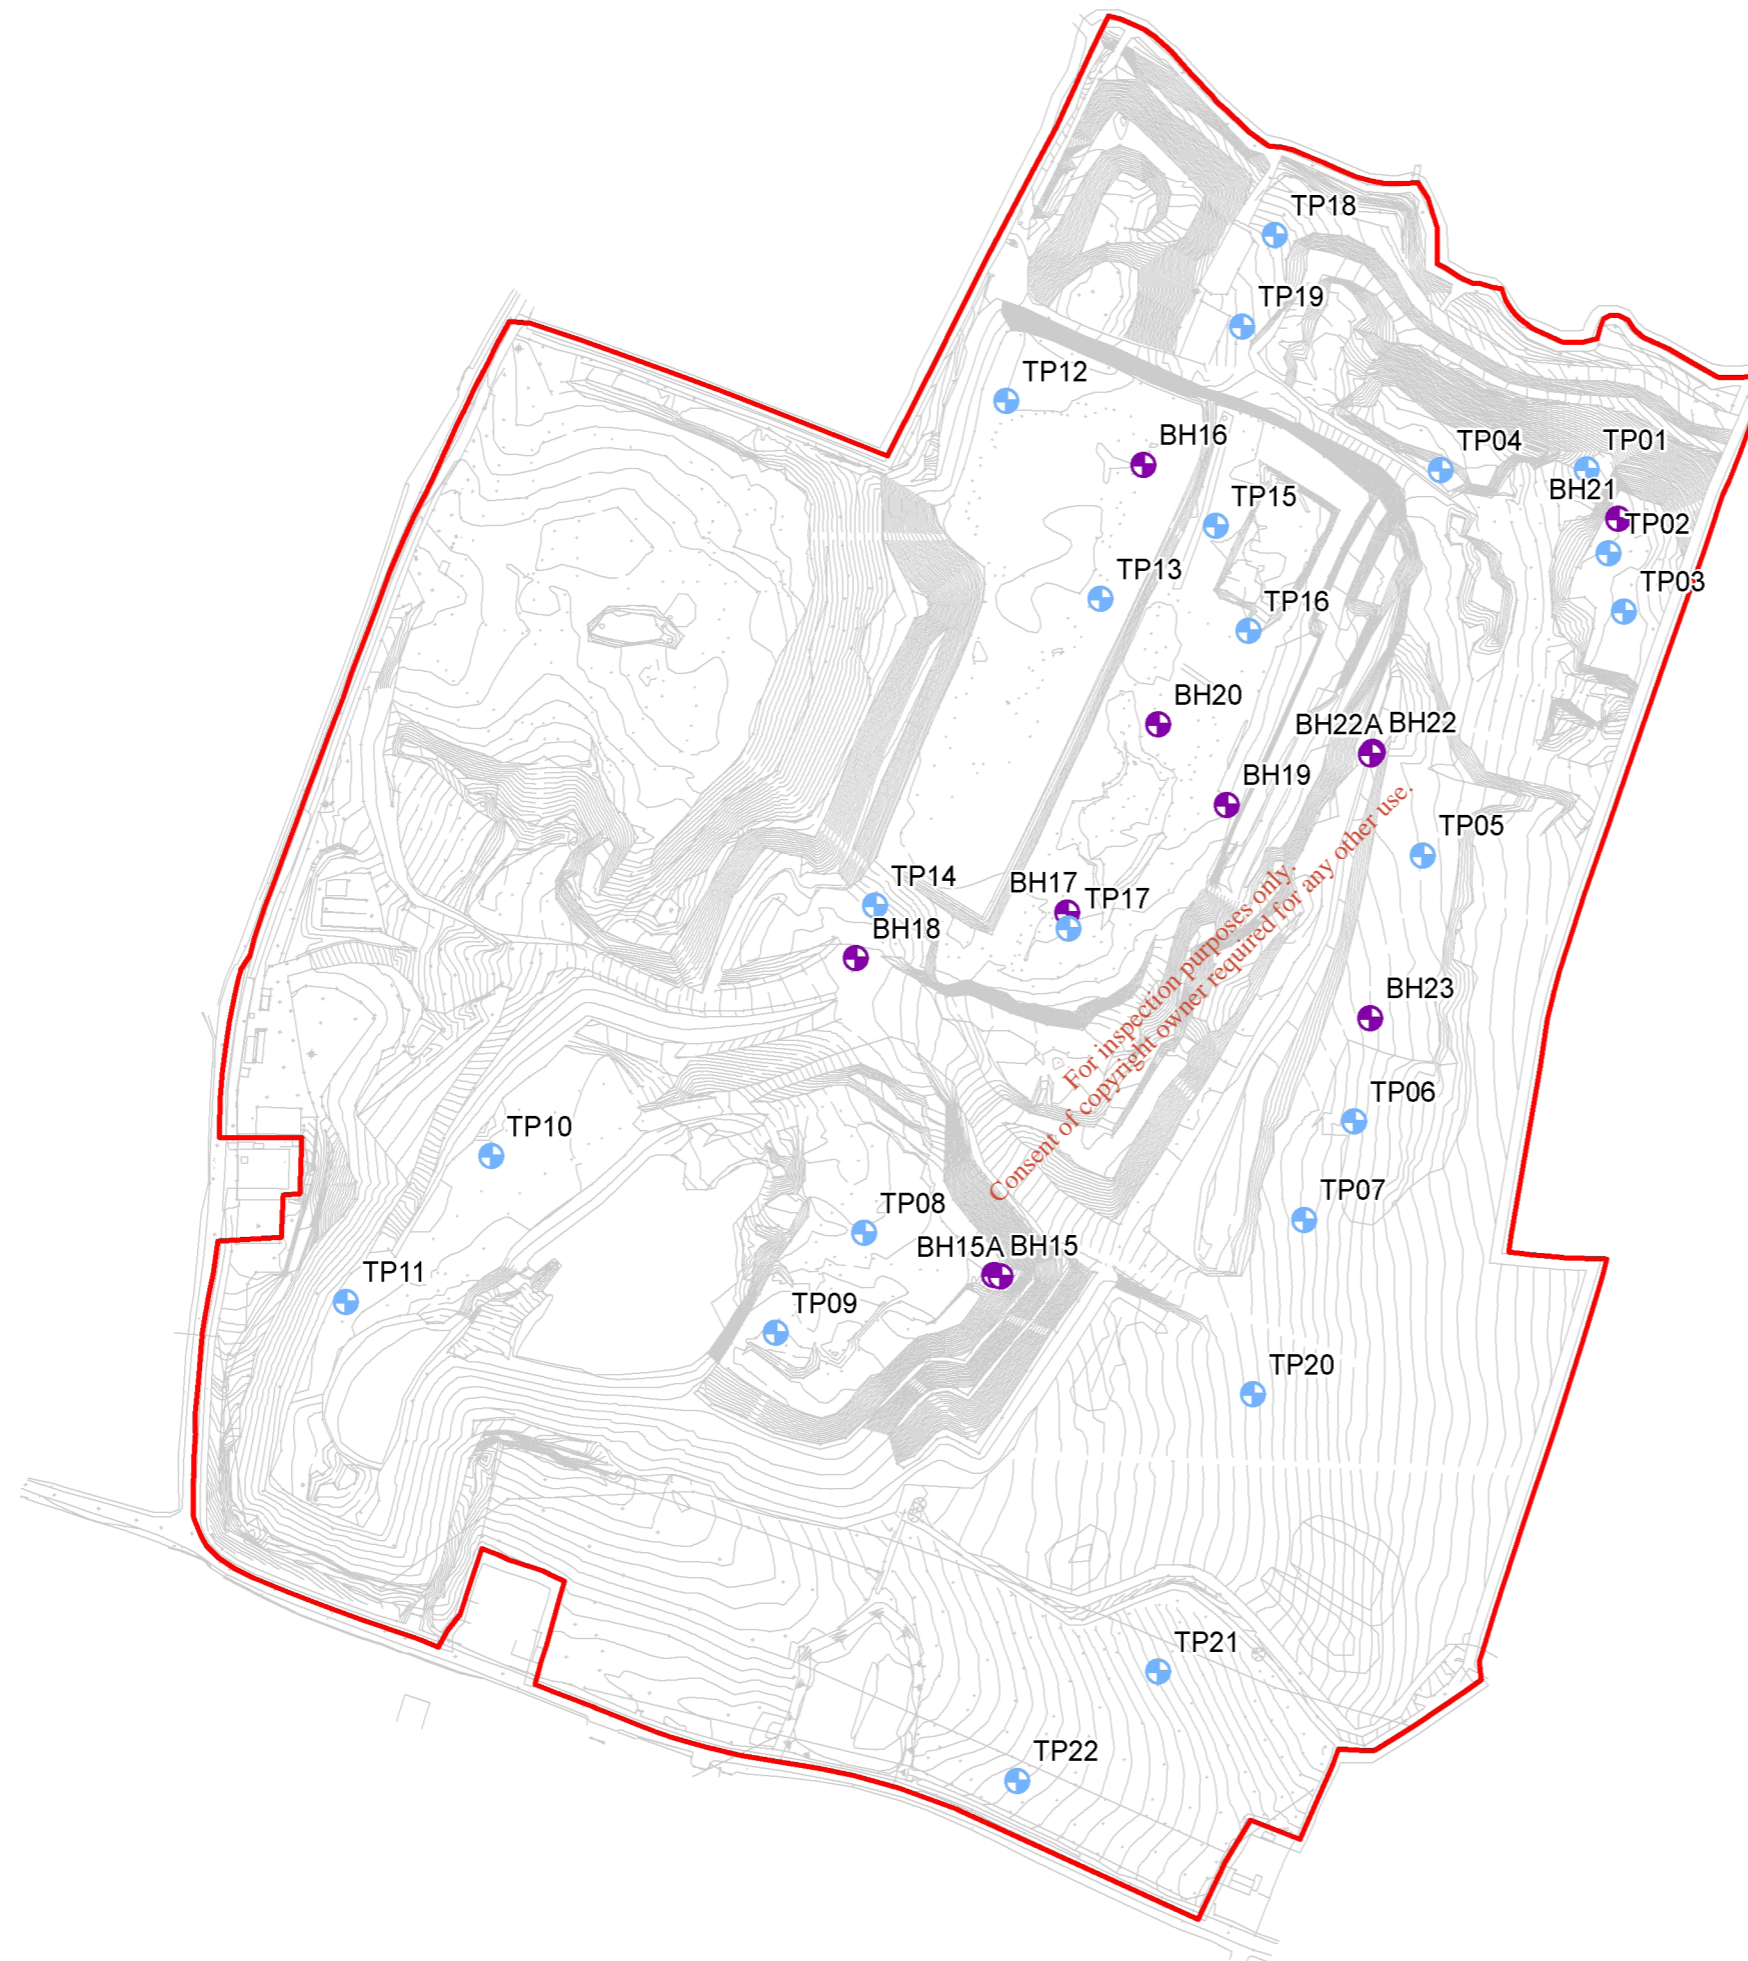 TP18
TP19
TP12
BH16
TP04
TP01
BH21
TP15
TP02
TP13
TP03
TP16
BH20
BH22A
BH22
BH19
TP05
TP14
BH17
TP17
BH18
BH23
For inspection purposes only.
Consent of copyright owner required for any other use.
TP06
TP10
TP07
TP08
BH15A
BH15
TP11
TP09
TP20
TP21
TP22